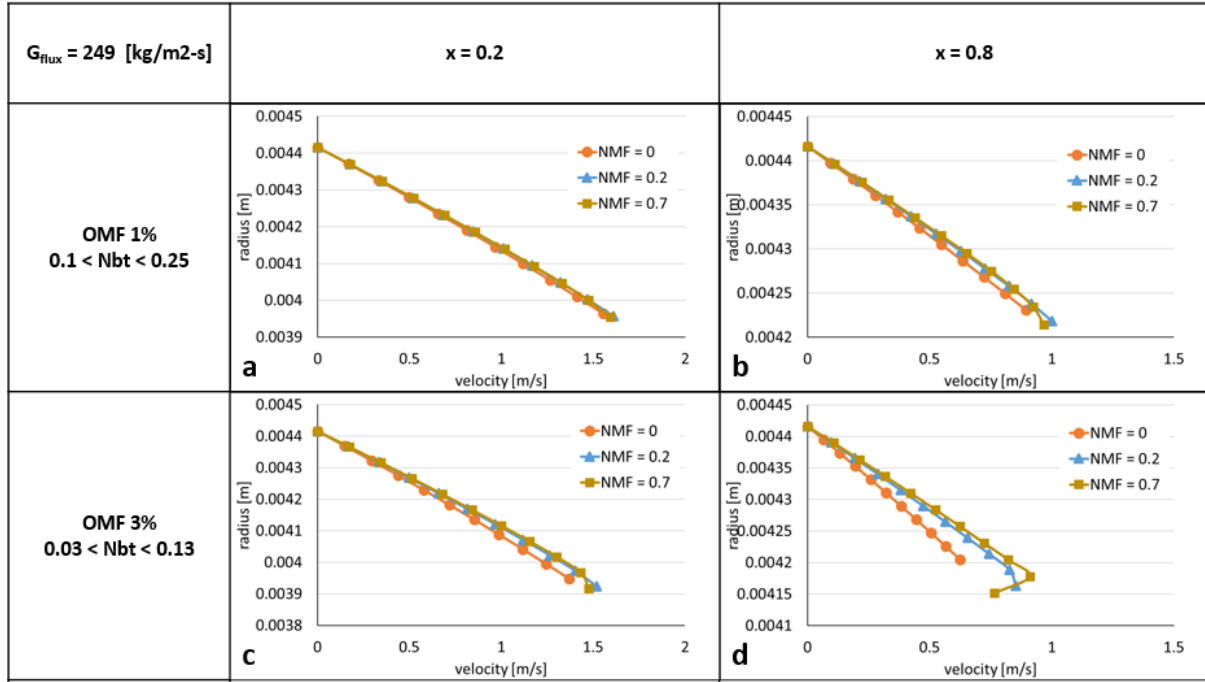 G_flux = 249 [kg/m2-s]
x = 0.2
x = 0.8
OMF 1%
0.1 < Nbt < 0.25
0.0045
0.0044
0.0043
0.0042
0.0041
0.004
0.0039
radius [m]
NMF = 0
NMF = 0.2
NMF = 0.7
0 0.5 1 1.5 2
velocity [m/s]
a
0.00445
0.0044
0.00435
0.0043
0.00425
0.0042
radius [m]
NMF = 0
NMF = 0.2
NMF = 0.7
0 0.5 1 1.5
velocity [m/s]
b
OMF 3%
0.03 < Nbt < 0.13
0.0045
0.0044
0.0043
0.0042
0.0041
0.004
0.0039
0.0038
radius [m]
NMF = 0
NMF = 0.2
NMF = 0.7
0 0.5 1 1.5 2
velocity [m/s]
c
0.00445
0.0044
0.00435
0.0043
0.00425
0.0042
0.00415
0.0041
radius [m]
NMF = 0
NMF = 0.2
NMF = 0.7
0 0.5 1 1.5
velocity [m/s]
d